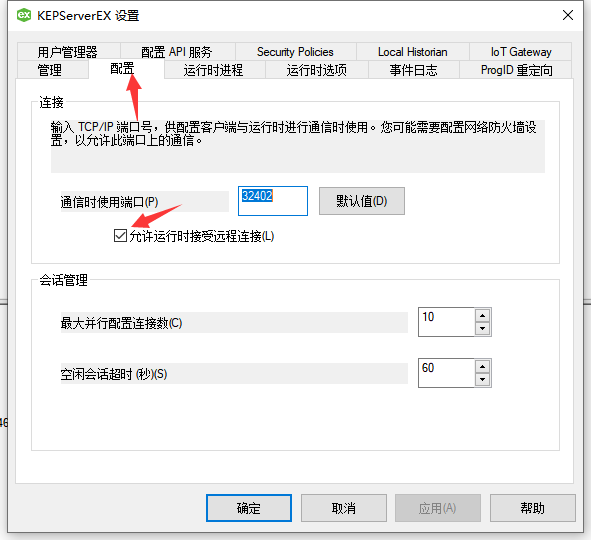 KEPServerEX 设置
用户管理器
配置 API 服务
Security Policies
Local Historian
IoT Gateway
管理
配置
运行时进程
运行时选项
事件日志
ProgID 重定向
连接
输入 TCP/IP 端口号，供配置客户端与运行时进行通信时使用。您可能需要配置网络防火墙设
置，以允许此端口上的通信。
通信时使用端口(P)
32402
默认值(D)
允许运行时接受远程连接(L)
会话管理
最大并行配置连接数(C)
10
空闲会话超时 (秒)(S)
60
确定
取消
应用(A)
帮助